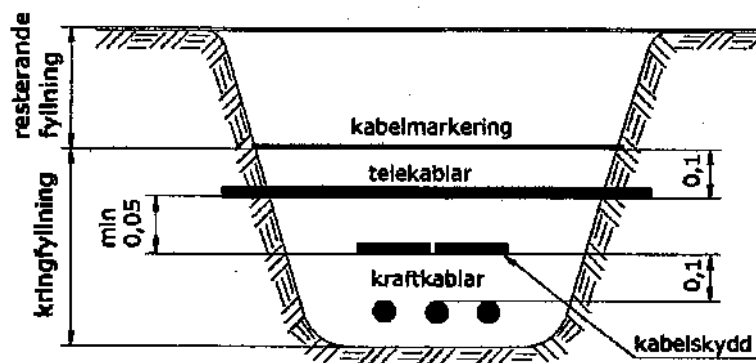 resterande
fyllning
kringfyllning
kabelmarkering
telekablar
0,1
min
0,05
kraftkablar
0,1
kabelskydd